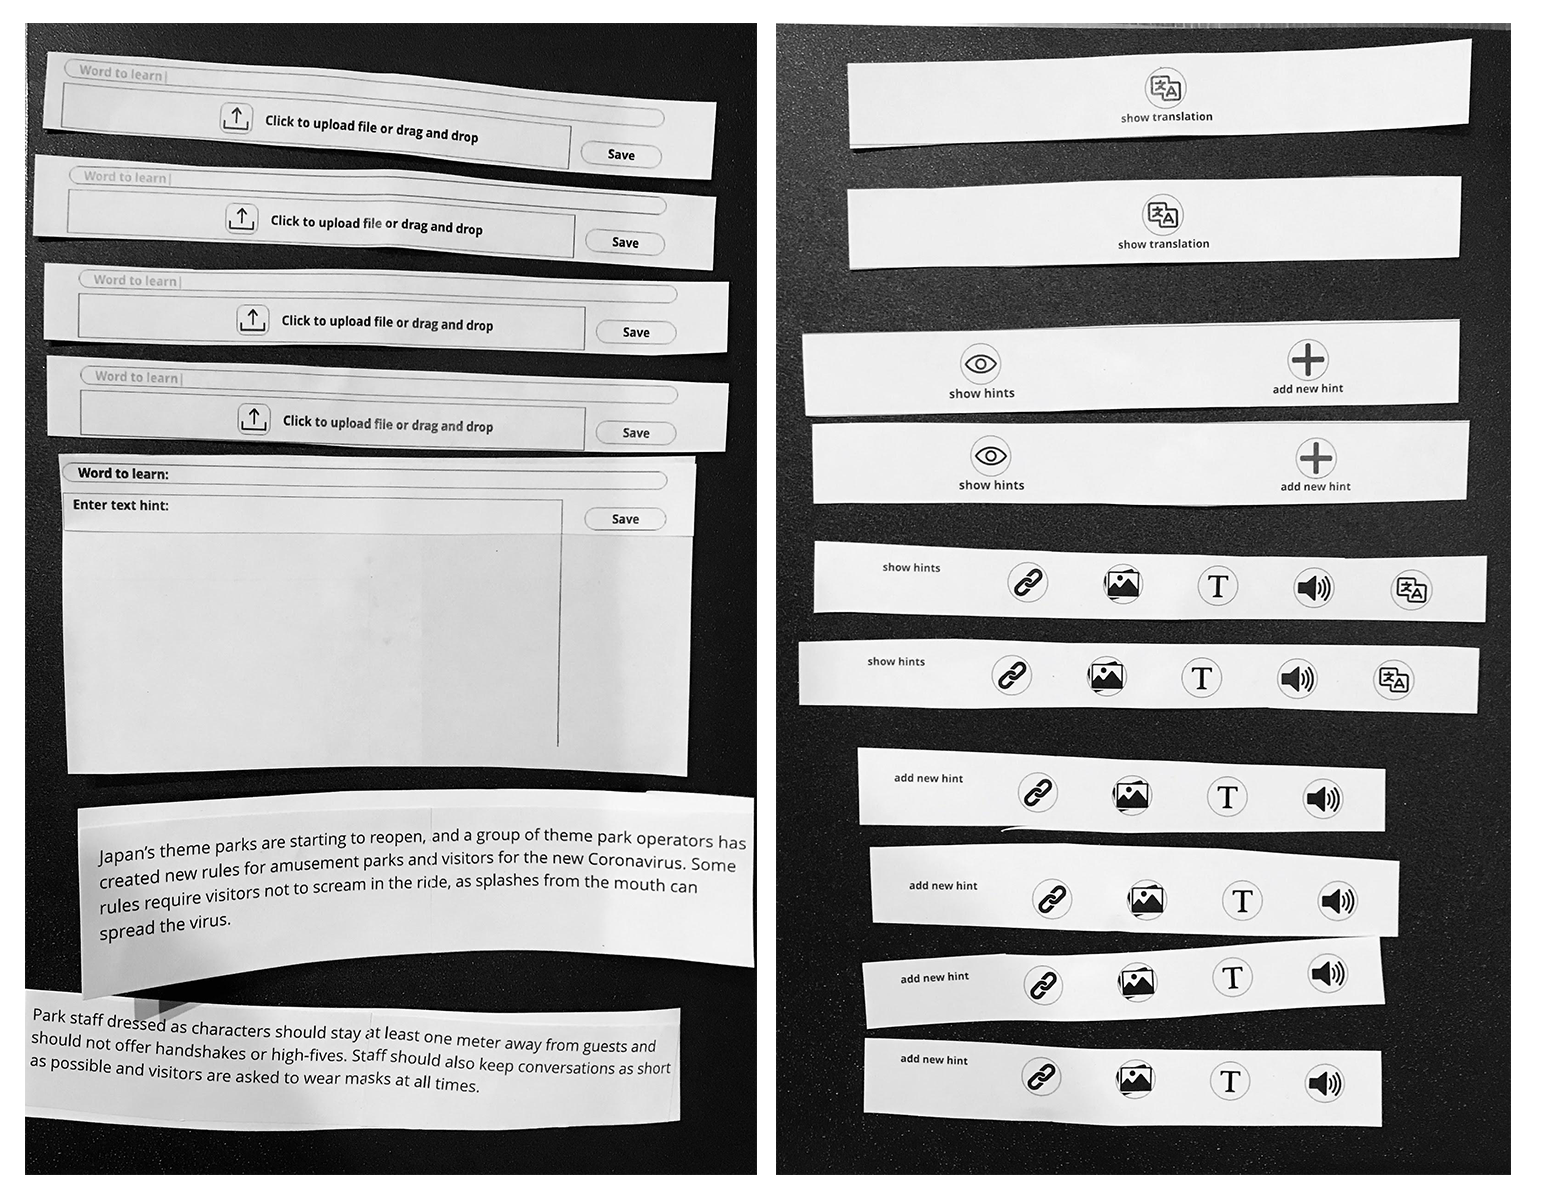 Word to learn|
Click to upload file or drag and drop
Save
Word to learn|
Click to upload file or drag and drop
Save
Word to learn|
Click to upload file or drag and drop
Save
Word to learn|
Click to upload file or drag and drop
Save
Word to learn:
Enter text hint:
Save
Japan's theme parks are starting to reopen, and a group of theme park operators has
created new rules for amusement parks and visitors for the new Coronavirus. Some
rules require visitors not to scream in the ride, as splashes from the mouth can
spread the virus.
Park staff dressed as characters should stay at least one meter away from guests and
should not offer handshakes or high-fives. Staff should also keep conversations as short
as possible and visitors are asked to wear masks at all times.
文A
show translation
文A
show translation
show hints
add new hint
show hints
add new hint
show hints T 文A
show hints T 文A
add new hint T
add new hint T
add new hint T
add new hint T